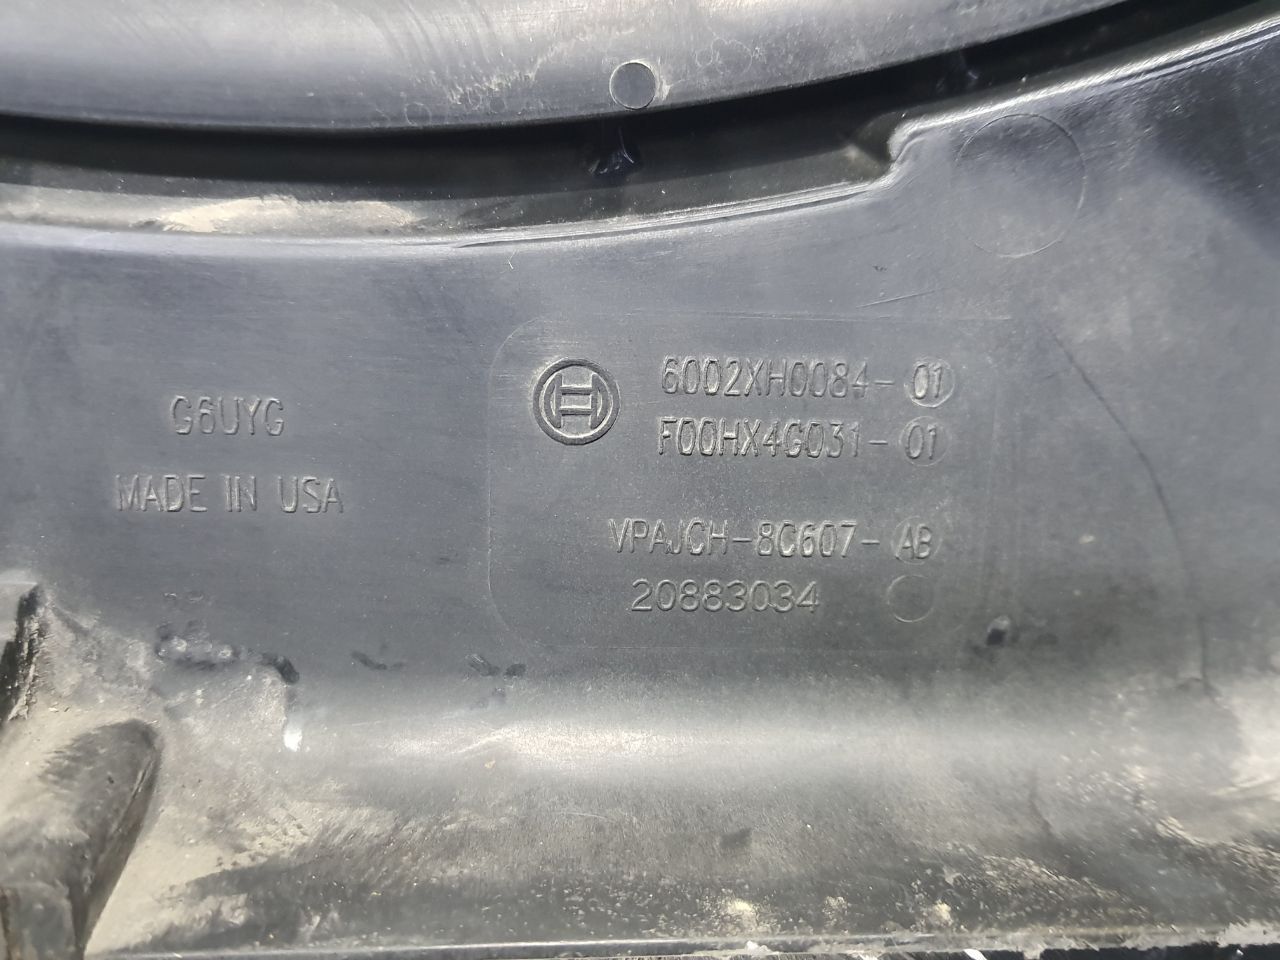 G6UYG
MADE IN USA
6002XH0084-01
F00HX4G031-01
VPAJCH-8C607-AB
20883034